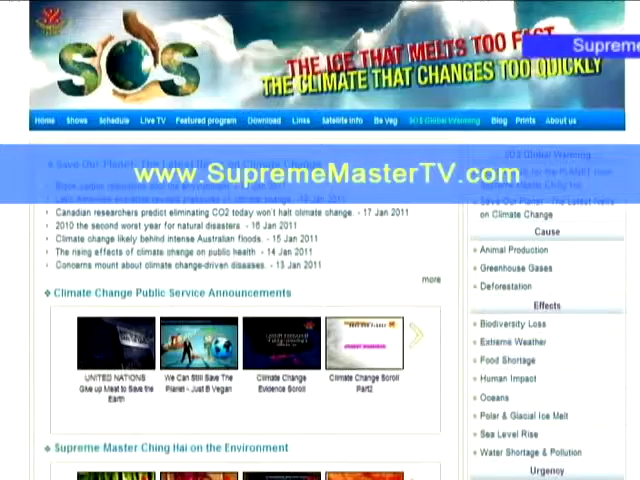 SOS
THE ICE THAT MELTS TOO FAST
THE CLIMATE THAT CHANGES TOO QUICKLY
Supreme
Home Shows Schedule Live TV Featured program Download Links Satellite Info Be Veg SOS Global Warming Blog Prints About us
www.SupremeMasterTV.com
Canadian researchers predict eliminating CO2 today won't halt climate change. - 17 Jan 2011
2010 the second worst year for natural disasters. - 16 Jan 2011
Climate change likely behind intense Australian floods. - 15 Jan 2011
The rising effects of climate change on public health - 14 Jan 2011
Concerns mount about climate change-driven diseases. - 13 Jan 2011
more
Climate Change Public Service Announcements
UNITED NATIONS
Give up Meat to Save the
Earth
We Can Still Save The
Planet - Just B Vegan
Climate Change
Evidence Scroll
Climate Change Scroll
Part2
Supreme Master Ching Hai on the Environment
SOS Global Warming
Save Our Planet - The Latest News
on Climate Change
Cause
Animal Production
Greenhouse Gases
Deforestation
Effects
Biodiversity Loss
Extreme Weather
Food Shortage
Human Impact
Oceans
Polar & Glacial Ice Melt
Sea Level Rise
Water Shortage & Pollution
Urgency